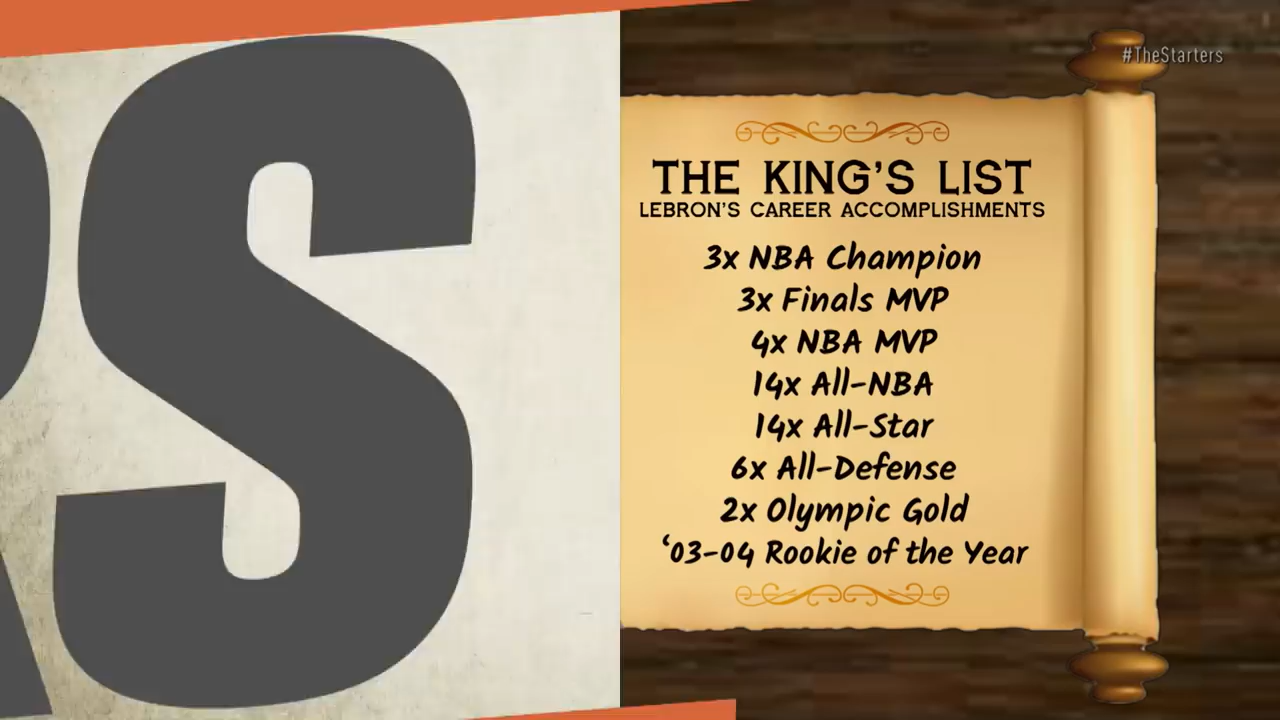 RS
#TheStarters
THE KING'S LIST
LEBRON'S CAREER ACCOMPLISHMENTS
3x NBA Champion
3x Finals MVP
4x NBA MVP
14x All-NBA
14x All-Star
6x All-Defense
2x Olympic Gold
‘03-04 Rookie of the Year